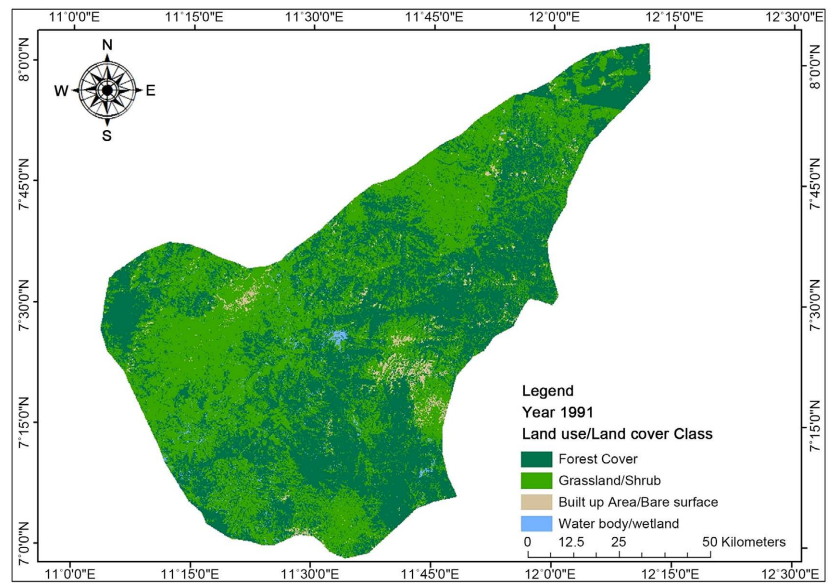 11°0'0"E 11°15'0"E 11°30'0"E 11°45'0"E 12°0'0"E 12°15'0"E 12°30'0"E
N
W E
S
8°0'0"N
7°45'0"N
7°30'0"N
7°15'0"N
7°0'0"N
8°0'0"N
7°45'0"N
7°30'0"N
7°15'0"N
Legend
Year 1991
Land use/Land cover Class
Forest Cover
Grassland/Shrub
Built up Area/Bare surface
Water body/wetland
0 12.5 25 50 Kilometers
11°0'0"E 11°15'0"E 11°30'0"E 11°45'0"E 12°0'0"E 12°15'0"E 12°30'0"E